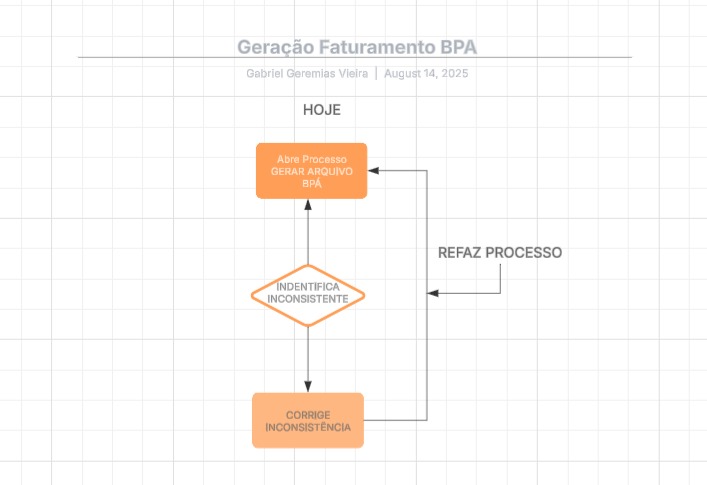 Geração Faturamento BPA
Gabriel Geremias Vieira | August 14, 2025
HOJE
Abre Processo
GERAR ARQUIVO
BPÁ
REFAZ PROCESSO
INDENTIFICA
INCONSISTENTE
CORRIGE
INCONSISTÊNCIA